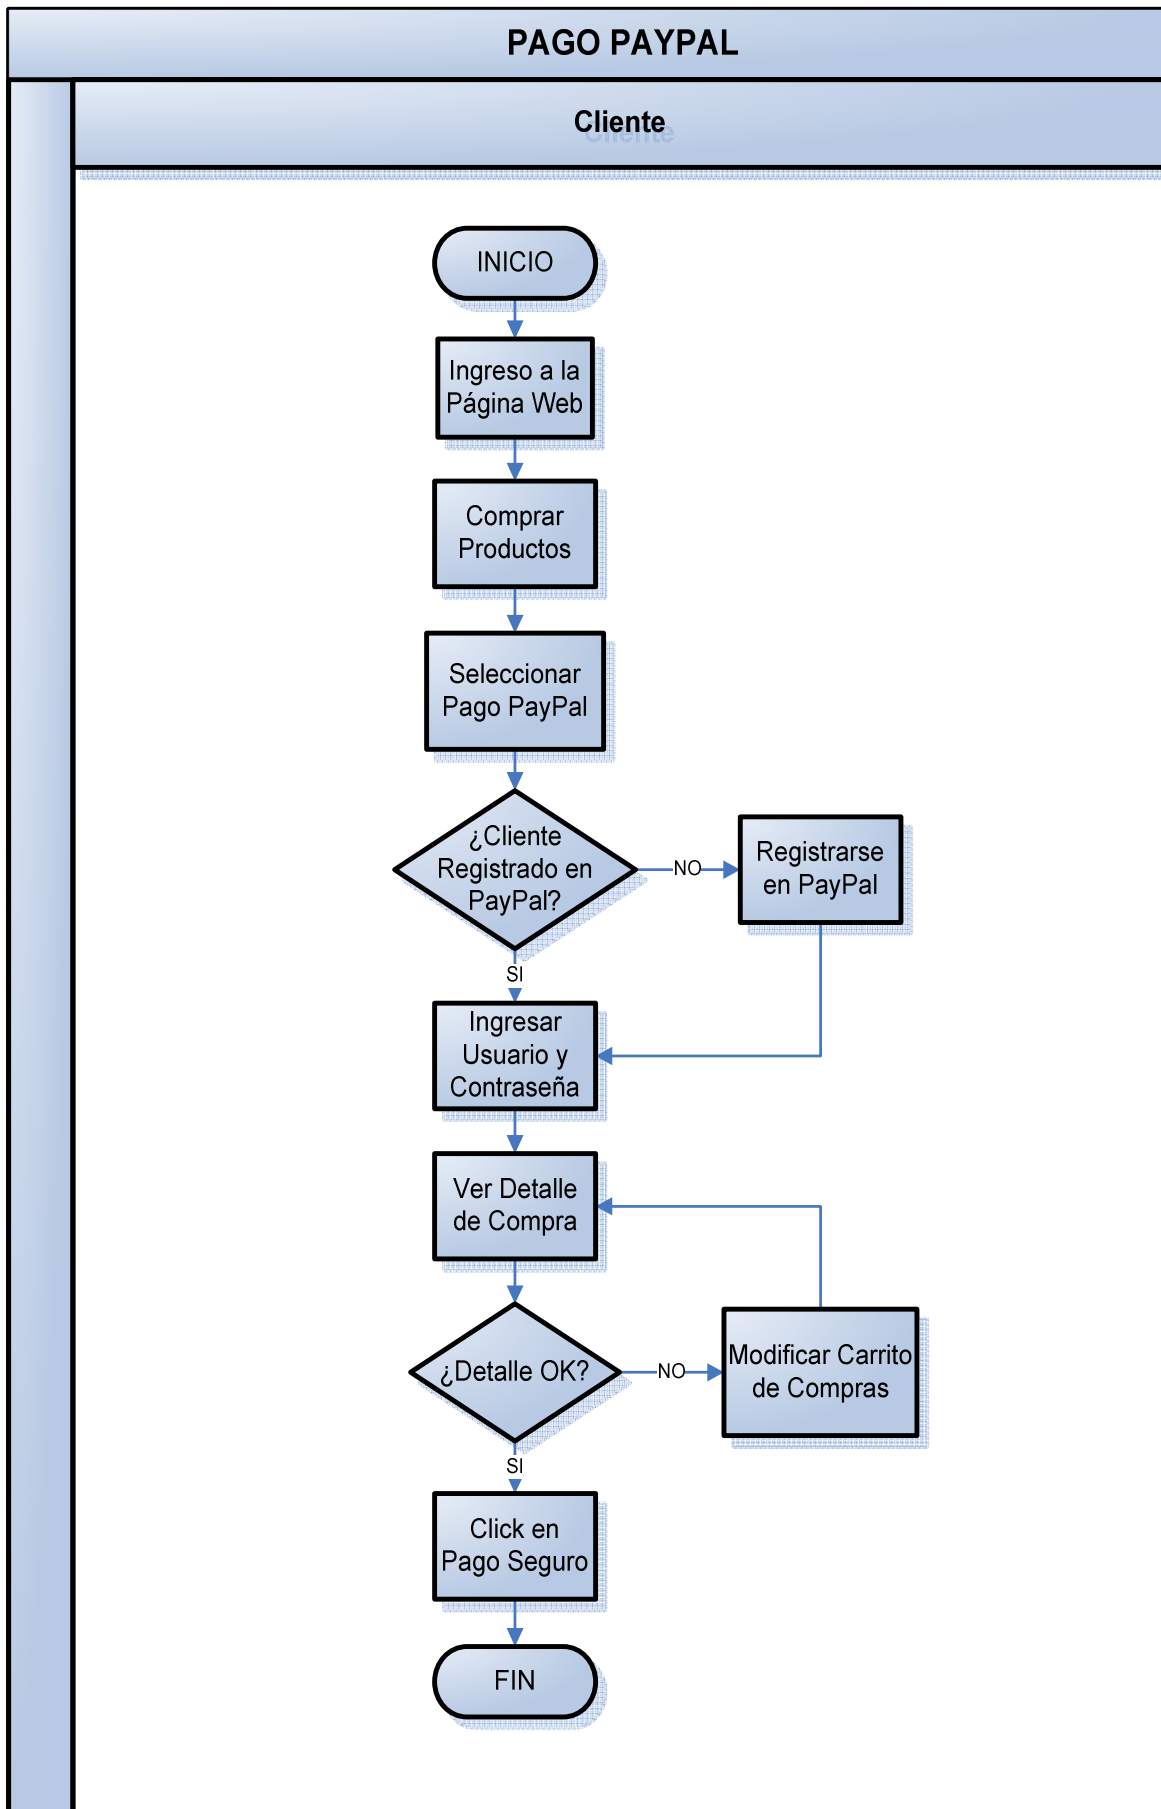 PAGO PAYPAL
Cliente
INICIO
Ingreso a la
Página Web
Comprar
Productos
Seleccionar
Pago PayPal
¿Cliente
Registrado en
PayPal?
NO
Registrarse
en PayPal
SI
Ingresar
Usuario y
Contraseña
Ver Detalle
de Compra
¿Detalle OK?
NO
Modificar Carrito
de Compras
SI
Click en
Pago Seguro
FIN